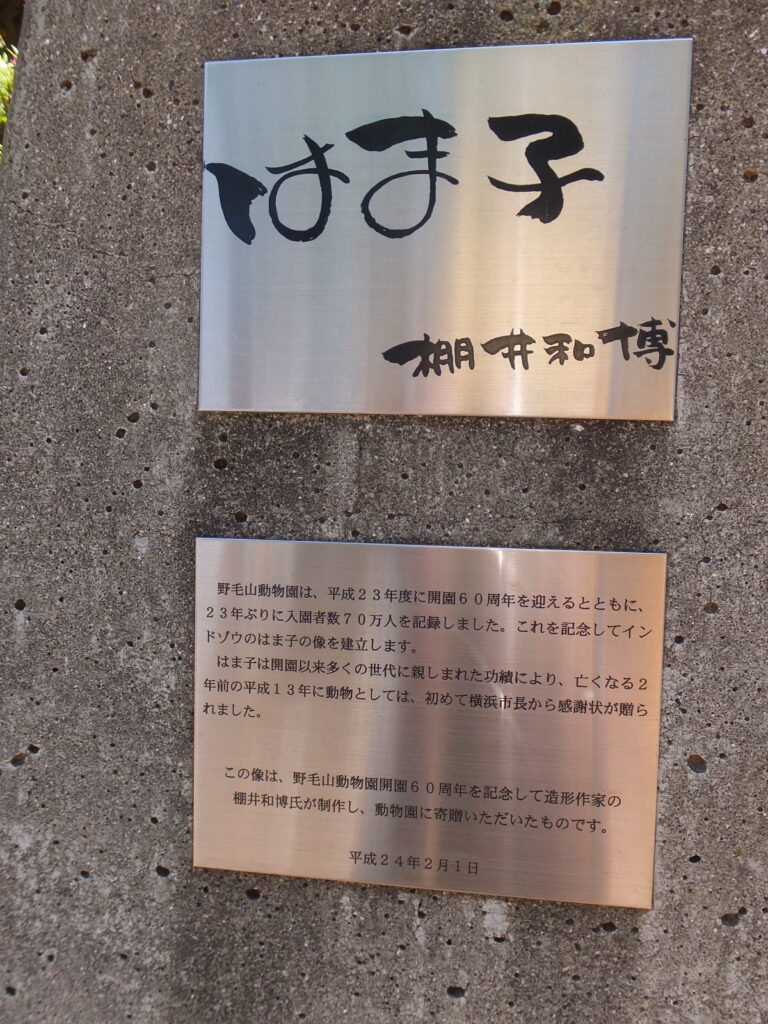 はま子
棚井和博
野毛山動物園は、平成２３年度に開園６０周年を迎えるとともに、
２３年ぶりに入園者数７０万人を記録しました。これを記念してイン
ドゾウのはま子の像を建立します。
はま子は開園以来多くの世代に親しまれた功績により、亡くなる２
年前の平成１３年に動物としては、初めて横浜市長から感謝状が贈ら
れました。
この像は、野毛山動物園開園６０周年を記念して造形作家の
棚井和博氏が制作し、動物園に寄贈いただいたものです。
平成２４年２月１日